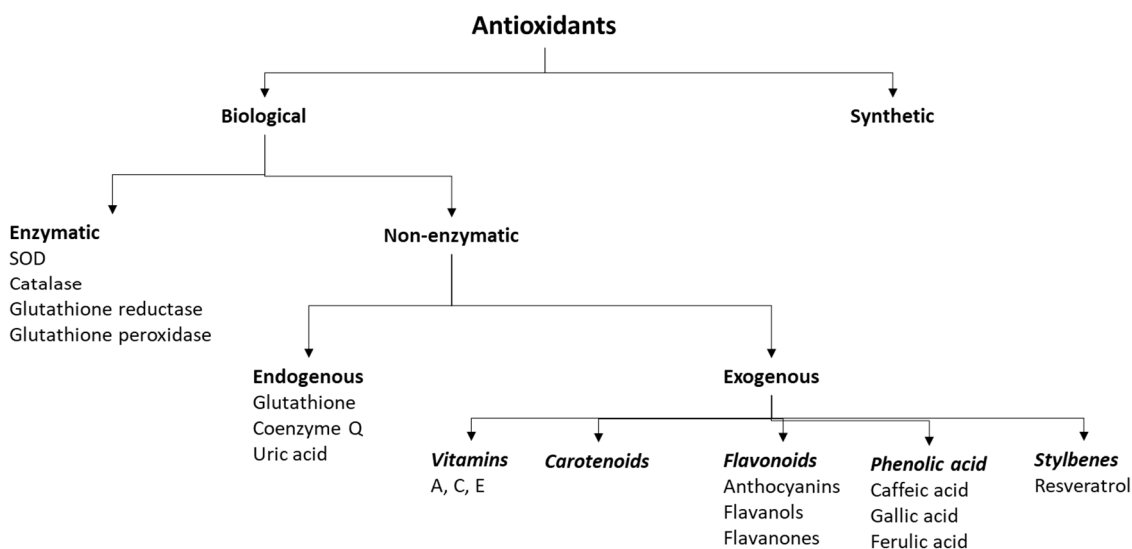 Antioxidants
Biological
Synthetic
Enzymatic
SOD
Catalase
Glutathione reductase
Glutathione peroxidase
Non-enzymatic
Endogenous
Glutathione
Coenzyme Q
Uric acid
Exogenous
Vitamins
A, C, E
Carotenoids
Flavonoids
Anthocyanins
Flavanols
Flavanones
Phenolic acid
Caffeic acid
Gallic acid
Ferulic acid
Stylbenes
Resveratrol